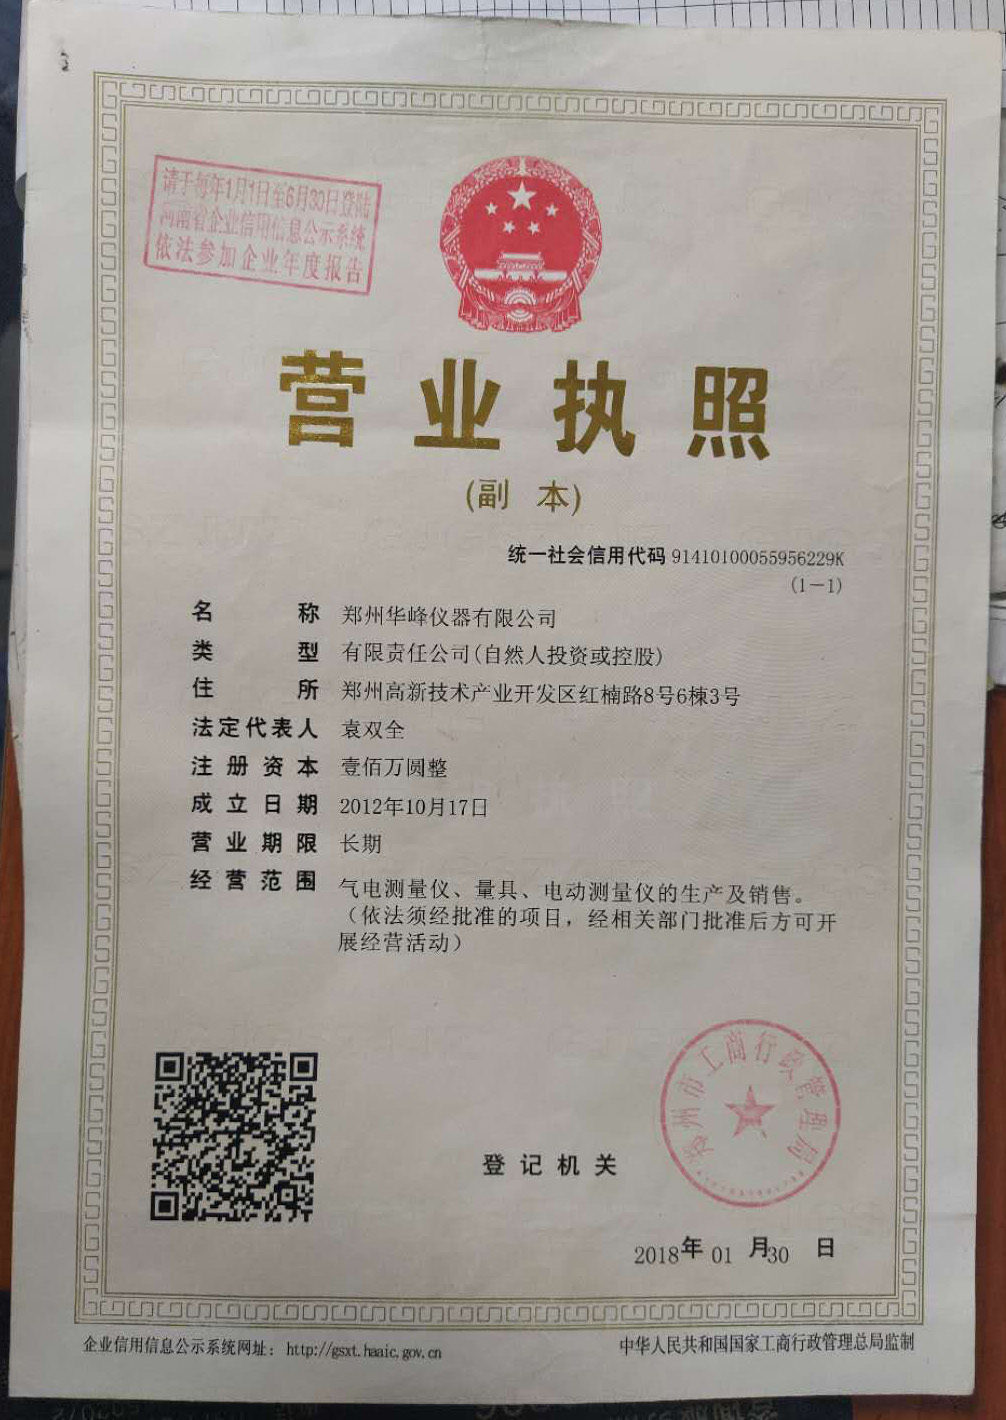 请于每年1月1日至6月30日登陆
河南省企业信用信息公示系统
依法参加企业年度报告
营业执照
(副 本)
统一社会信用代码 91410100055956229K
(1-1)
名 称 郑州华峰仪器有限公司
类 型 有限责任公司(自然人投资或控股)
住 所 郑州高新技术产业开发区红楠路8号6棟3号
法定代表人 袁双全
注册资本 壹佰万圆整
成立日期 2012年10月17日
营业期限 长期
经营范围 气电测量仪、量具、电动测量仪的生产及销售。
(依法须经批准的项目，经相关部门批准后方可开
展经营活动)
郑州市工商行政管理局
登记机关
2018年 01 月30 日
企业信用信息公示系统网址：http://gsxt.haaic.gov.cn
中华人民共和国国家工商行政管理总局监制